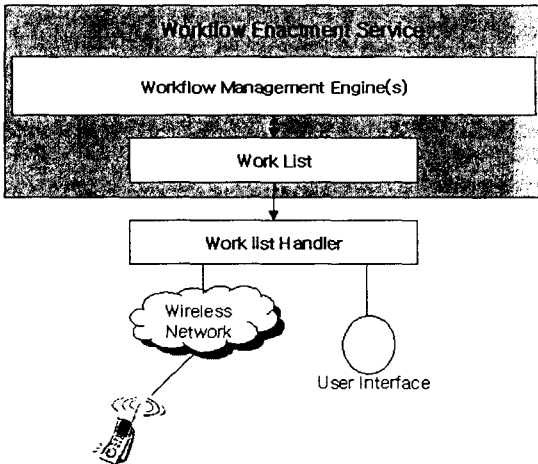 Workflow Enactment Service
Workflow Management Engine(s)
Work List
Work list Handler
Wireless
Network
User Interface